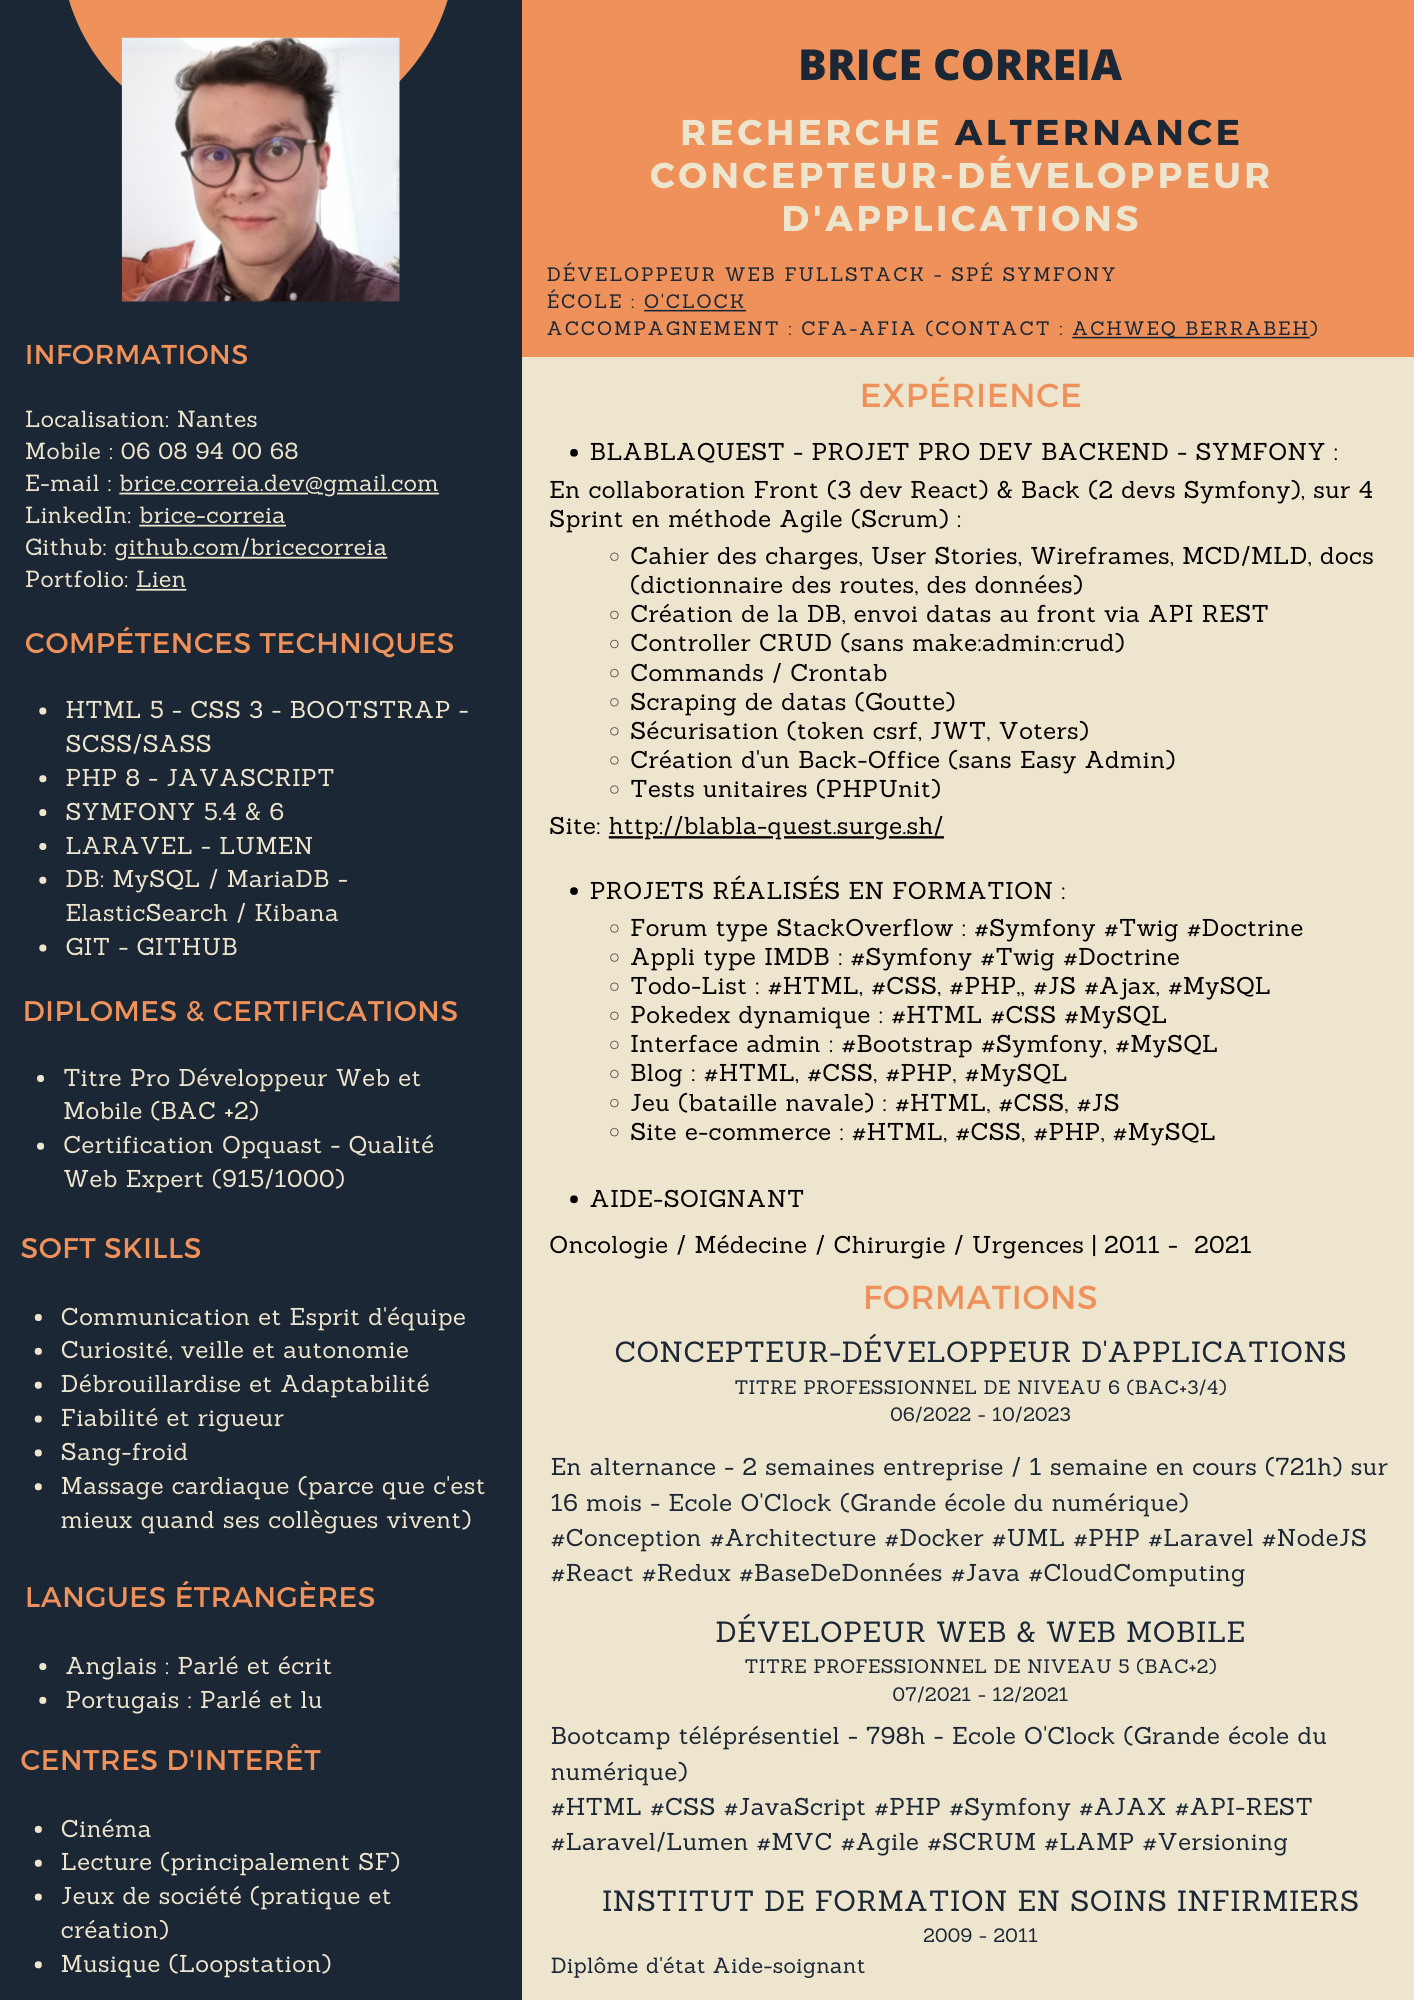 BRICE CORREIA
RECHERCHE ALTERNANCE
CONCEPTEUR-DÉVELOPPEUR
D'APPLICATIONS
DÉVELOPPEUR WEB FULLSTACK - SPÉ SYMFONY
ÉCOLE : O'CLOCK
ACCOMPAGNEMENT : CFA-AFIA (CONTACT : ACHWEQ BERRABEH)
INFORMATIONS
Localisation: Nantes
Mobile : 06 08 94 00 68
E-mail : brice.correia.dev@gmail.com
LinkedIn: brice-correia
Github: github.com/bricecorreia
Portfolio: Lien
COMPÉTENCES TECHNIQUES
• HTML 5 - CSS 3 - BOOTSTRAP -
SCSS/SASS
• PHP 8 - JAVASCRIPT
• SYMFONY 5.4 & 6
• LARAVEL - LUMEN
• DB: MySQL / MariaDB -
ElasticSearch / Kibana
• GIT - GITHUB
DIPLOMES & CERTIFICATIONS
• Titre Pro Développeur Web et
Mobile (BAC +2)
• Certification Opquast - Qualité
Web Expert (915/1000)
SOFT SKILLS
• Communication et Esprit d'équipe
• Curiosité, veille et autonomie
• Débrouillardise et Adaptabilité
• Fiabilité et rigueur
• Sang-froid
• Massage cardiaque (parce que c'est
mieux quand ses collègues vivent)
LANGUES ÉTRANGÈRES
• Anglais : Parlé et écrit
• Portugais : Parlé et lu
CENTRES D'INTERÊT
• Cinéma
• Lecture (principalement SF)
• Jeux de société (pratique et
création)
• Musique (Loopstation)
EXPÉRIENCE
• BLABLAQUEST - PROJET PRO DEV BACKEND - SYMFONY :
En collaboration Front (3 dev React) & Back (2 devs Symfony), sur 4
Sprint en méthode Agile (Scrum) :
◦ Cahier des charges, User Stories, Wireframes, MCD/MLD, docs
(dictionnaire des routes, des données)
◦ Création de la DB, envoi datas au front via API REST
◦ Controller CRUD (sans make:admin:crud)
◦ Commands / Crontab
◦ Scraping de datas (Goutte)
◦ Sécurisation (token csrf, JWT, Voters)
◦ Création d'un Back-Office (sans Easy Admin)
◦ Tests unitaires (PHPUnit)
Site: http://blabla-quest.surge.sh/
• PROJETS RÉALISÉS EN FORMATION :
◦ Forum type StackOverflow : #Symfony #Twig #Doctrine
◦ Appli type IMDB : #Symfony #Twig #Doctrine
◦ Todo-List : #HTML, #CSS, #PHP,, #JS #Ajax, #MySQL
◦ Pokedex dynamique : #HTML #CSS #MySQL
◦ Interface admin : #Bootstrap #Symfony, #MySQL
◦ Blog : #HTML, #CSS, #PHP, #MySQL
◦ Jeu (bataille navale) : #HTML, #CSS, #JS
◦ Site e-commerce : #HTML, #CSS, #PHP, #MySQL
• AIDE-SOIGNANT
Oncologie / Médecine / Chirurgie / Urgences | 2011 - 2021
FORMATIONS
CONCEPTEUR-DÉVELOPPEUR D'APPLICATIONS
TITRE PROFESSIONNEL DE NIVEAU 6 (BAC+3/4)
06/2022 - 10/2023
En alternance - 2 semaines entreprise / 1 semaine en cours (721h) sur
16 mois - Ecole O'Clock (Grande école du numérique)
#Conception #Architecture #Docker #UML #PHP #Laravel #NodeJS
#React #Redux #BaseDeDonnées #Java #CloudComputing
DÉVELOPEUR WEB & WEB MOBILE
TITRE PROFESSIONNEL DE NIVEAU 5 (BAC+2)
07/2021 - 12/2021
Bootcamp téléprésentiel - 798h - Ecole O'Clock (Grande école du
numérique)
#HTML #CSS #JavaScript #PHP #Symfony #AJAX #API-REST
#Laravel/Lumen #MVC #Agile #SCRUM #LAMP #Versioning
INSTITUT DE FORMATION EN SOINS INFIRMIERS
2009 - 2011
Diplôme d'état Aide-soignant